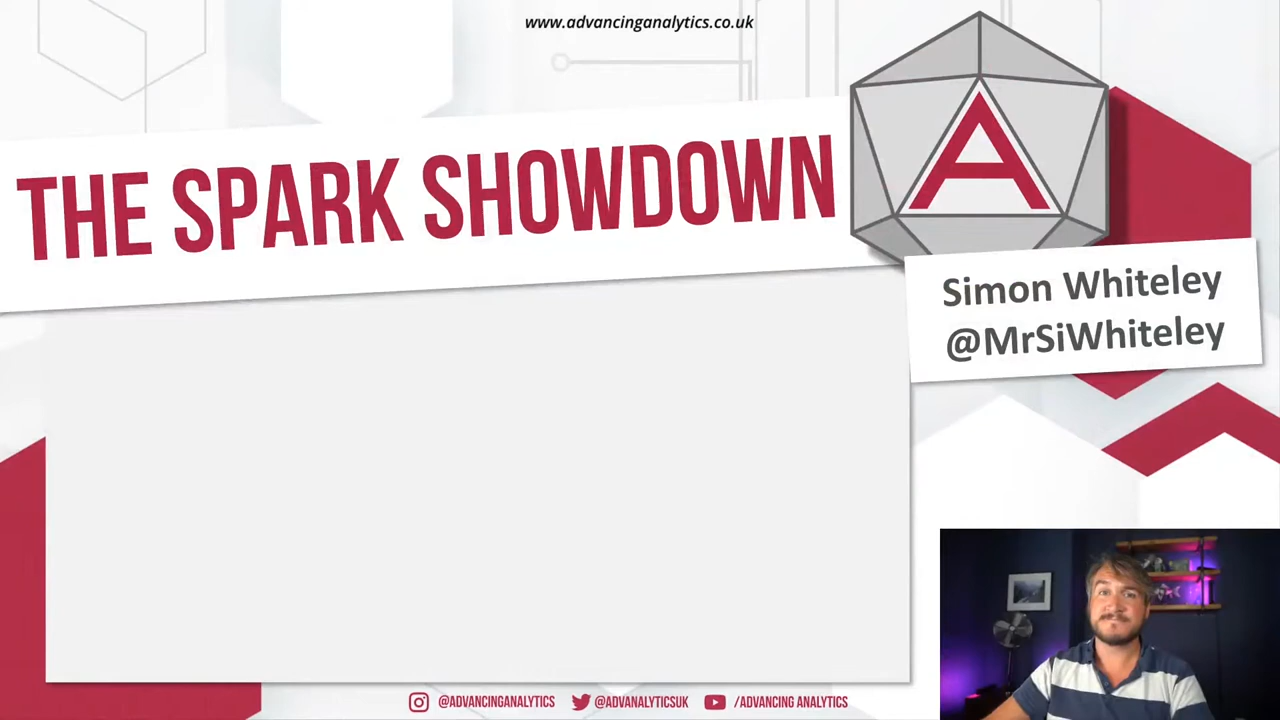 www.advancinganalytics.co.uk
THE SPARK SHOWDOWN
A
Simon Whiteley
@MrSiWhiteley
@ADVANCINGANALYTICS @ADVANALYTICSUK /ADVANCING ANALYTICS